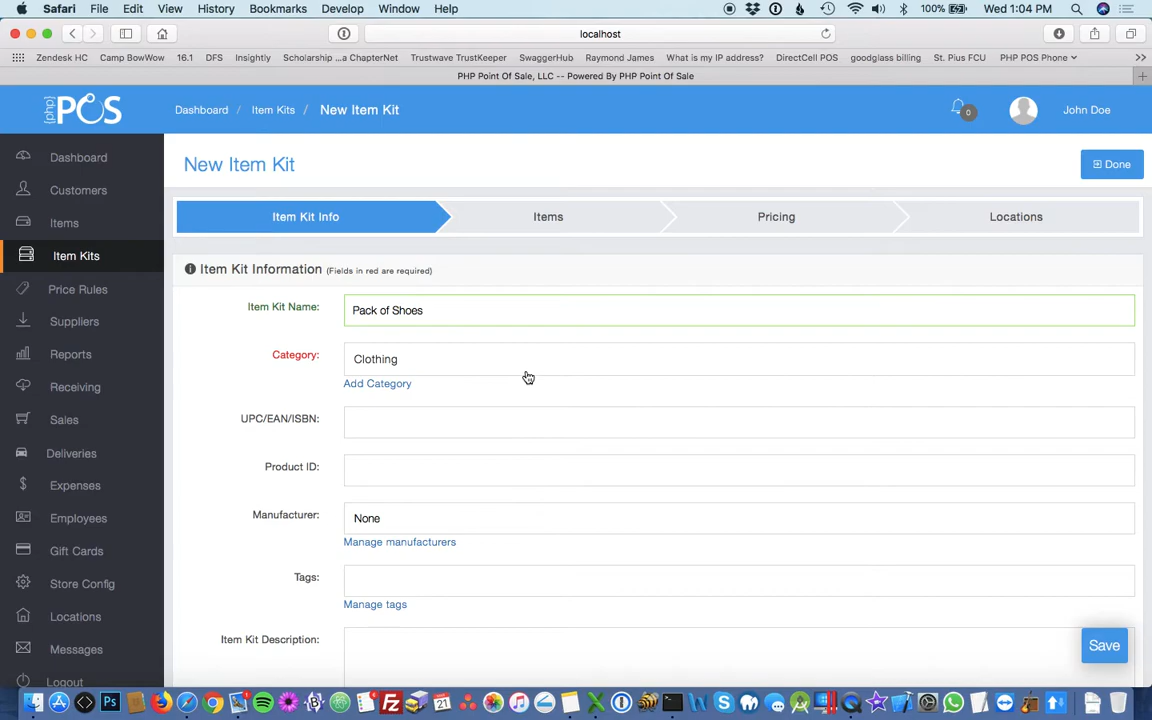 Safari File Edit View History Bookmarks Develop Window Help 100% Wed 1:04 PM
localhost
Zendesk HC Camp BowWow 16.1 DFS Insightly Scholarship ...a ChapterNet Trustwave TrustKeeper SwaggerHub Raymond James What is my IP address? DirectCell POS goodglass billing St. Pius FCU PHP POS Phone
PHP Point Of Sale, LLC -- Powered By PHP Point Of Sale
{php} POS Dashboard / Item Kits / New Item Kit 0 John Doe
Dashboard
Customers
Items
Item Kits
Price Rules
Suppliers
Reports
Receiving
Sales
Deliveries
Expenses
Employees
Gift Cards
Store Config
Locations
Messages
Logout
New Item Kit Done
Item Kit Info Items Pricing Locations
Item Kit Information (Fields in red are required)
Item Kit Name: Pack of Shoes
Category: Clothing
Add Category
UPC/EAN/ISBN:
Product ID:
Manufacturer: None
Manage manufacturers
Tags:
Manage tags
Item Kit Description:
Save